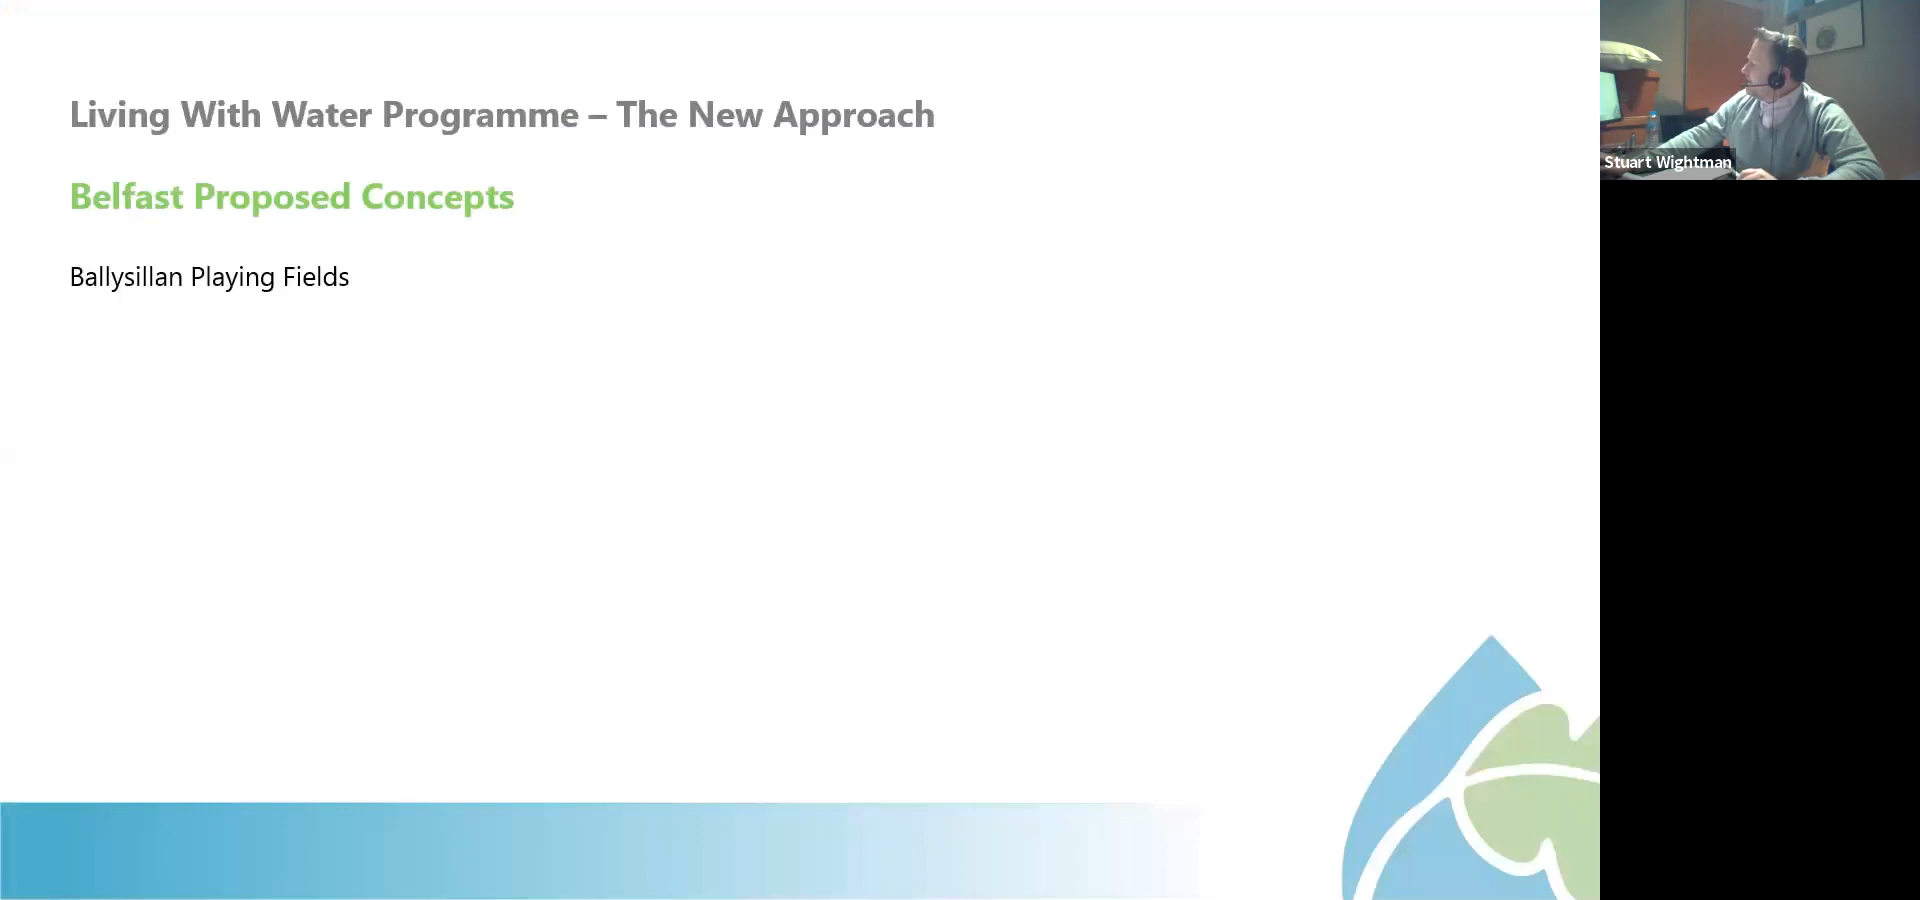 Living With Water Programme – The New Approach
Belfast Proposed Concepts
Ballysillan Playing Fields
Stuart Wightman